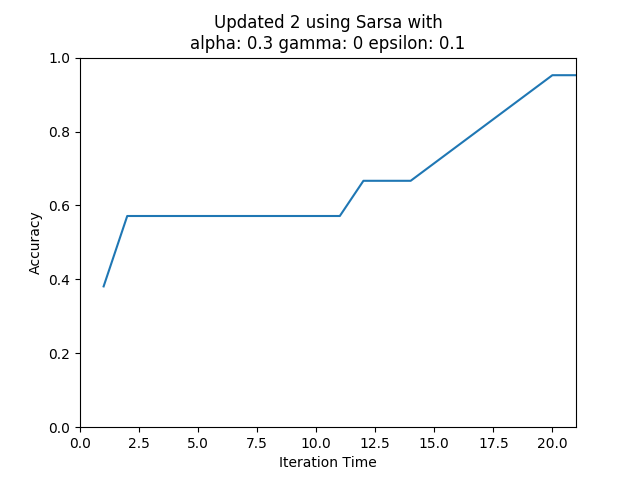 Updated 2 using Sarsa with
alpha: 0.3 gamma: 0 epsilon: 0.1
1.0
0.8
0.6
0.4
0.2
0.0
Accuracy
0.0 2.5 5.0 7.5 10.0 12.5 15.0 17.5 20.0
Iteration Time